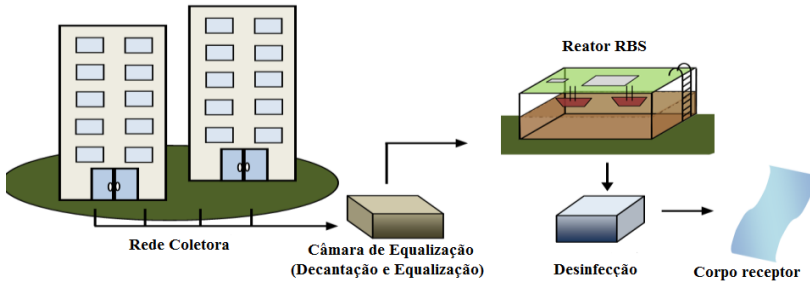 Reator RBS
Rede Coletora
Câmara de Equalização
(Decantação e Equalização)
Desinfecção
Corpo receptor